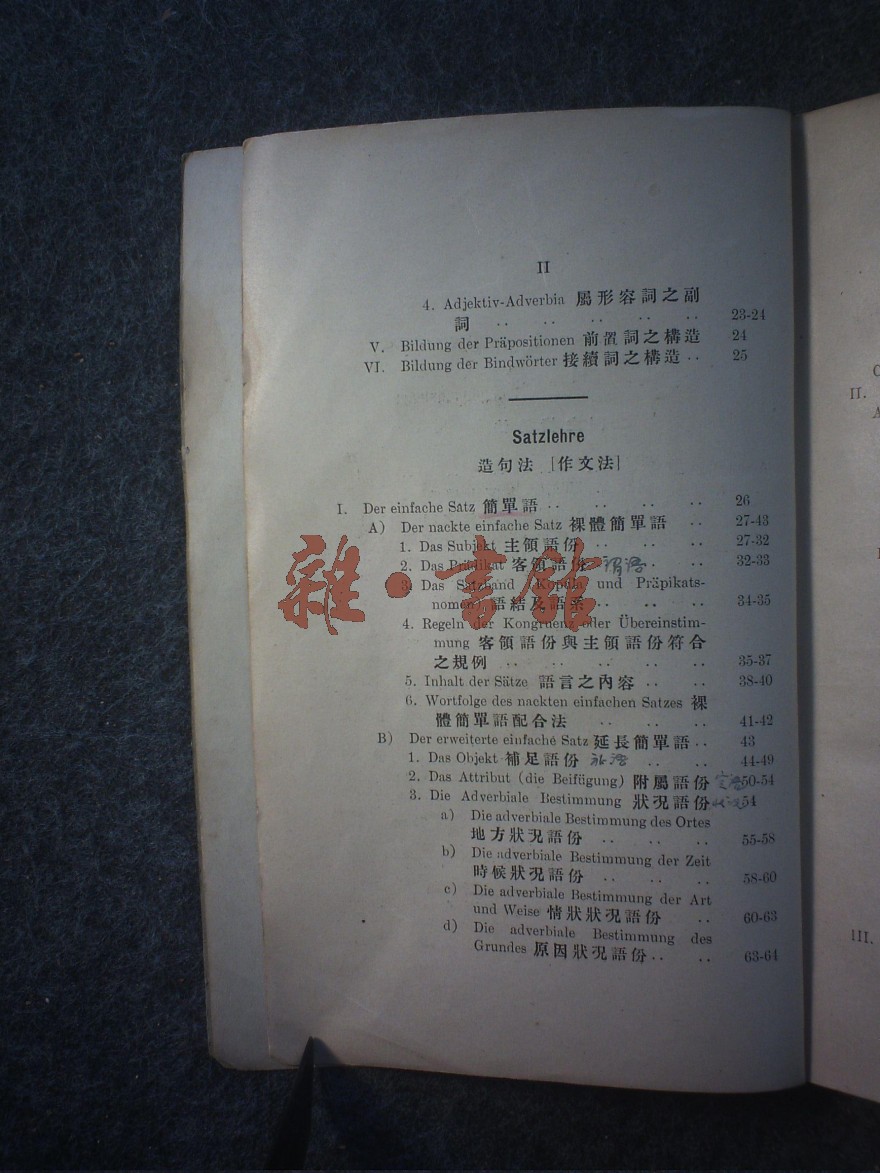 II
4. Adjektiv-Adverbia 屬形容詞之副
詞 .. .. .. .. .. 23-24
V. Bildung der Präpositionen 前置詞之構造 24
VI. Bildung der Bindwörter 接續詞之構造 .. 25
Satzlehre
造句法 [作文法]
I. Der einfache Satz 簡單語 .. .. .. .. 26
A) Der nackte einfache Satz 裸體簡單語 .. 27-43
1. Das Subjekt 主領語份 .. .. .. 27-32
2. Das Prädikat 客領語份 謂語 .. .. 32-33
3. Das Satzband (Kopula und Präpikats-
nomen) 語結及語系 .. .. .. 34-35
4. Regeln der Kongruenz oder Übereinstim-
mung 客領語份與主領語份符合
之規例 .. .. .. .. .. 35-37
5. Inhalt der Sätze 語言之內容 .. .. 38-40
6. Wortfolge des nackten einfachen Satzes 裸
體簡單語配合法 .. .. .. 41-42
B) Der erweiterte einfache Satz 延長簡單語 .. 43
1. Das Objekt 補足語份 .. .. 44-49
2. Das Attribut (die Beifügung) 附屬語份 定語 50-54
3. Die Adverbiale Bestimmung 狀況語份 54
a) Die adverbiale Bestimmung des Ortes
地方狀況語份 .. .. .. 55-58
b) Die adverbiale Bestimmung der Zeit
時候狀況語份 .. .. .. 58-60
c) Die adverbiale Bestimmung der Art
und Weise 情狀狀況語份 .. 60-63
d) Die adverbiale Bestimmung des
Grundes 原因狀況語份 .. .. 63-64
雜·書館
II.
III.